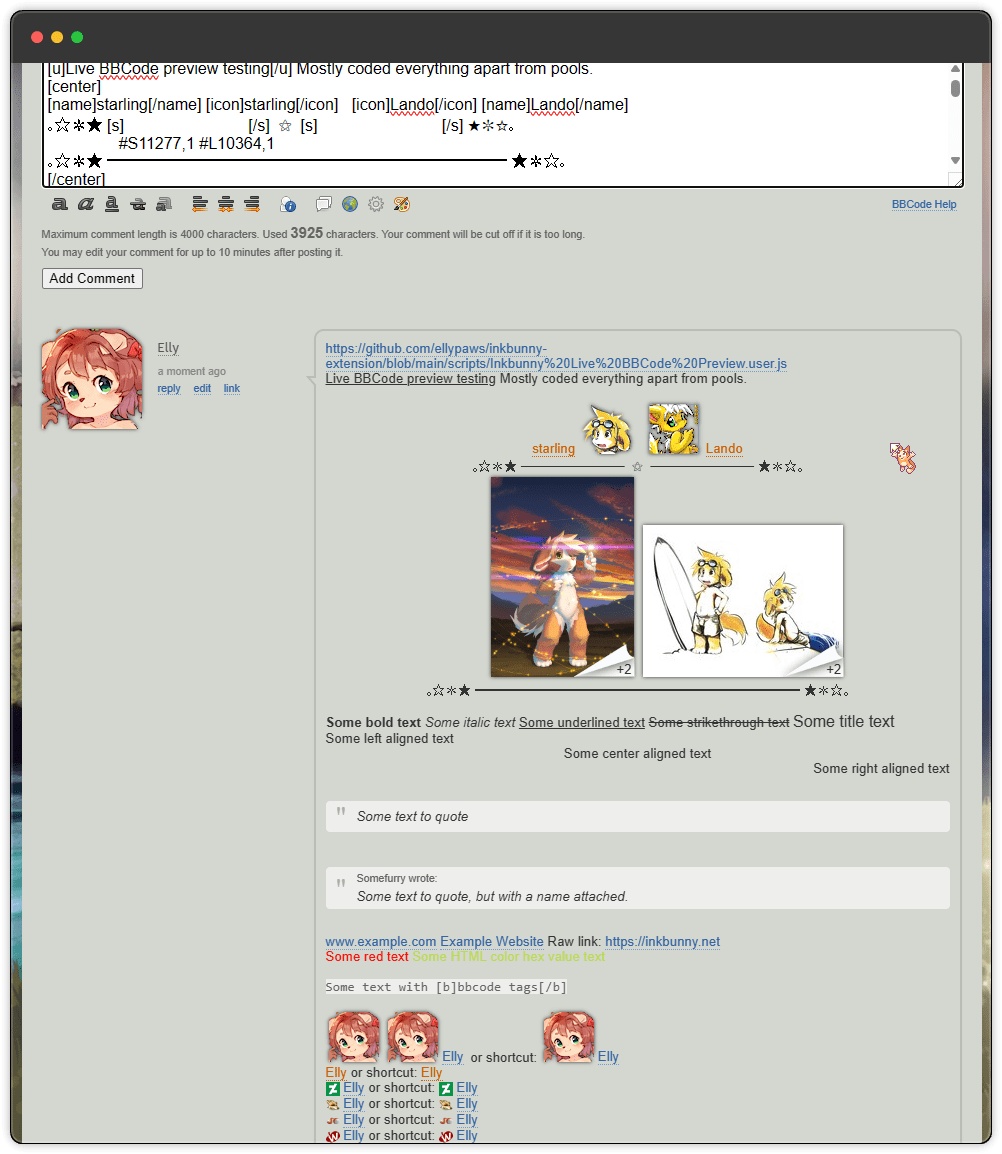 [u]Live BBCode preview testing[/u] Mostly coded everything apart from pools.
[center]
[name]starling[/name] [icon]starling[/icon] [icon]Lando[/icon] [name]Lando[/name]
｡☆✼★ [s] [/s] ☆ [s] [/s] ★✼☆｡
#S11277,1 #L10364,1
｡☆✼★ ━━━━━━━━━━━━━━━━━━━━ ★✼☆｡
[/center]
BBCode Help
Maximum comment length is 4000 characters. Used 3925 characters. Your comment will be cut off if it is too long.
You may edit your comment for up to 10 minutes after posting it.
Add Comment
Elly
a moment ago
reply edit link
https://github.com/ellypaws/inkbunny-
extension/blob/main/scripts/Inkbunny%20Live%20BBCode%20Preview.user.js
Live BBCode preview testing Mostly coded everything apart from pools.
starling Lando
｡☆✼★ ☆ ★✼☆｡
+2 +2
｡☆✼★ ━━━━━━━━━━━━━━━━━━━━ ★✼☆｡
Some bold text Some italic text Some underlined text Some strikethrough text Some title text
Some left aligned text
Some center aligned text
Some right aligned text
" Some text to quote
" Somefurry wrote:
Some text to quote, but with a name attached.
www.example.com Example Website Raw link: https://inkbunny.net
Some red text Some HTML color hex value text
Some text with [b]bbcode tags[/b]
Elly or shortcut: Elly
Elly or shortcut: Elly
Elly or shortcut: Elly
Elly or shortcut: Elly
Elly or shortcut: Elly
Elly or shortcut: Elly